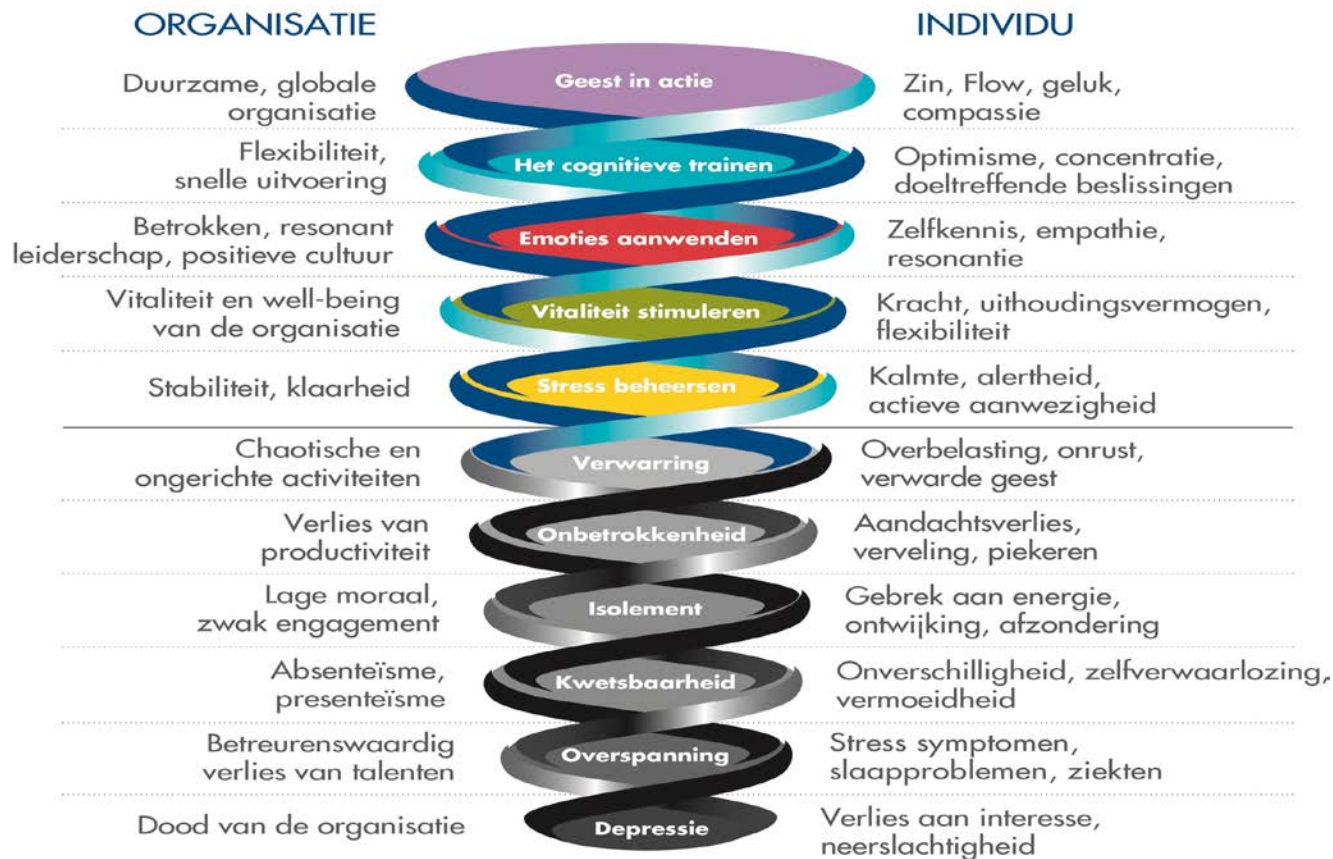 ORGANISATIE
INDIVIDU
Duurzame, globale
organisatie
Geest in actie
Zin, Flow, geluk,
compassie
Flexibiliteit,
snelle uitvoering
Het cognitieve trainen
Optimisme, concentratie,
doeltreffende beslissingen
Betrokken, resonant
leiderschap, positieve cultuur
Emoties aanwenden
Zelfkennis, empathie,
resonantie
Vitaliteit en well-being
van de organisatie
Vitaliteit stimuleren
Kracht, uithoudingsvermogen,
flexibiliteit
Stabiliteit, klaarheid
Stress beheersen
Kalmte, alertheid,
actieve aanwezigheid
Chaotische en
ongerichte activiteiten
Verwarring
Overbelasting, onrust,
verwarde geest
Verlies van
productiviteit
Onbetrokkenheid
Aandachtsverlies,
verveling, piekeren
Lage moraal,
zwak engagement
Isolement
Gebrek aan energie,
ontwijking, afzondering
Absenteïsme,
presenteïsme
Kwetsbaarheid
Onverschilligheid, zelfverwaarlozing,
vermoeidheid
Betreurenswaardig
verlies van talenten
Overspanning
Stress symptomen,
slaapproblemen, ziekten
Dood van de organisatie
Depressie
Verlies aan interesse,
neerslachtigheid